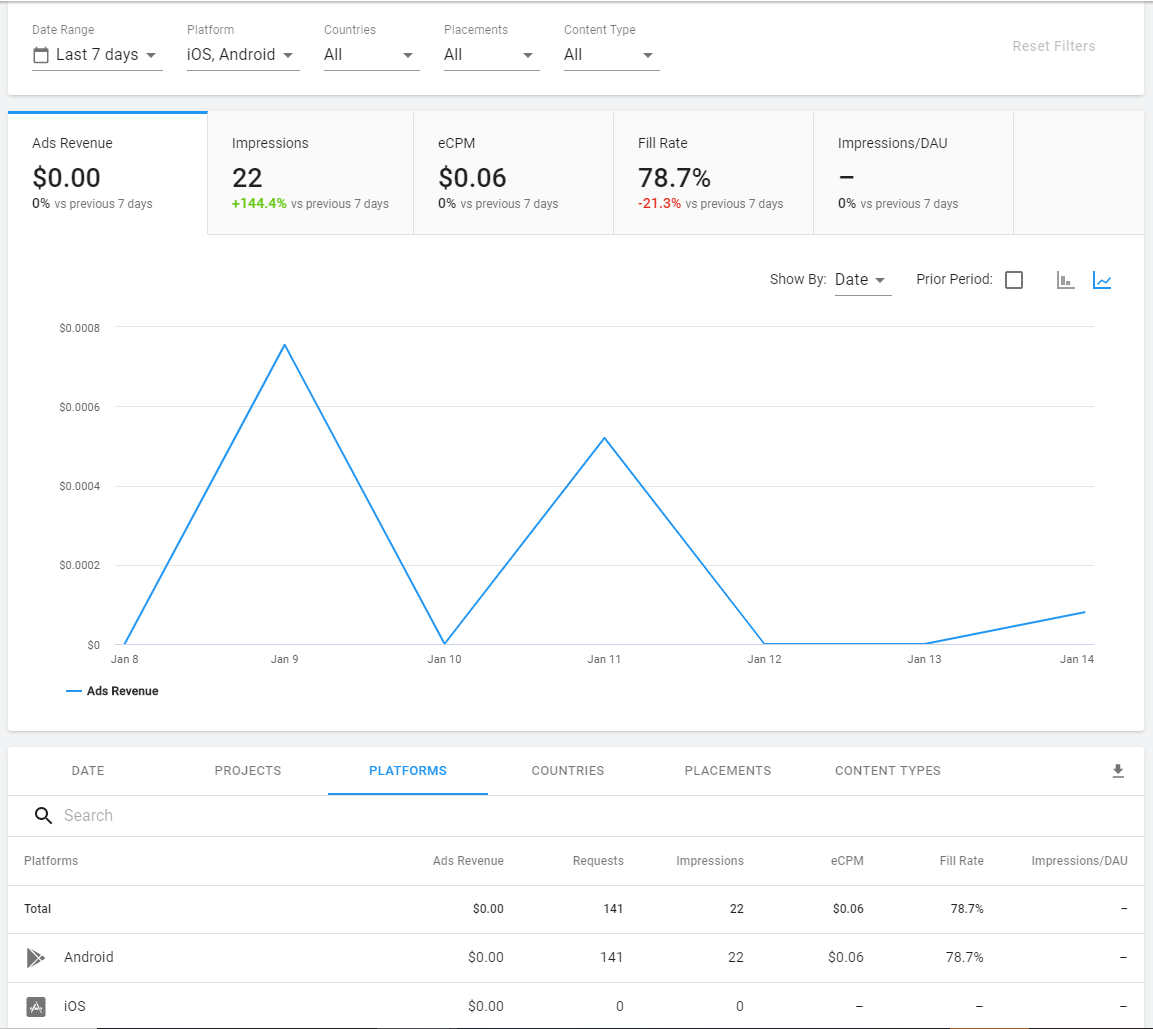 Date Range Platform Countries Placements Content Type
Last 7 days iOS, Android All All All Reset Filters
Ads Revenue Impressions eCPM Fill Rate Impressions/DAU
$0.00 22 $0.06 78.7% –
0% vs previous 7 days +144.4% vs previous 7 days 0% vs previous 7 days -21.3% vs previous 7 days 0% vs previous 7 days
Show By: Date Prior Period:
$0.0008
$0.0006
$0.0004
$0.0002
$0
Jan 8 Jan 9 Jan 10 Jan 11 Jan 12 Jan 13 Jan 14
Ads Revenue
DATE PROJECTS PLATFORMS COUNTRIES PLACEMENTS CONTENT TYPES
Search
Platforms Ads Revenue Requests Impressions eCPM Fill Rate Impressions/DAU
Total $0.00 141 22 $0.06 78.7% –
Android $0.00 141 22 $0.06 78.7% –
iOS $0.00 0 0 – – –